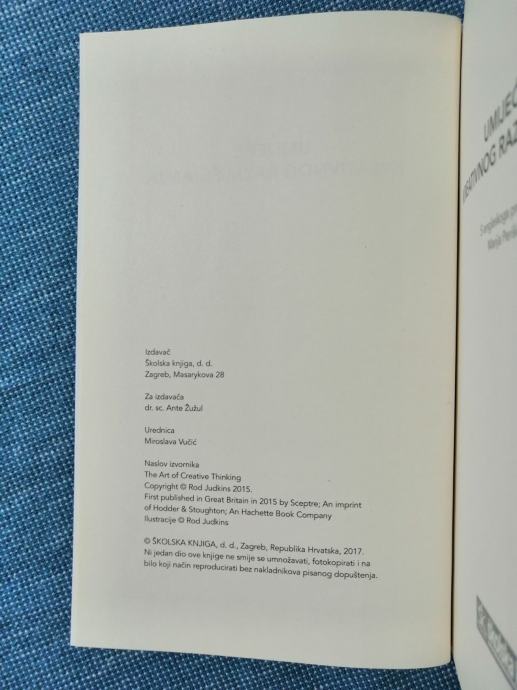 Izdavač
Školska knjiga, d. d.
Zagreb, Masarykova 28
Za izdavača
dr. sc. Ante Žužul
Urednica
Miroslava Vučić
Naslov izvornika
The Art of Creative Thinking
Copyright © Rod Judkins 2015.
First published in Great Britain in 2015 by Sceptre; An imprint
of Hodder & Stoughton; An Hachette Book Company
Ilustracije © Rod Judkins
© ŠKOLSKA KNJIGA, d. d., Zagreb, Republika Hrvatska, 2017.
Ni jedan dio ove knjige ne smije se umnožavati, fotokopirati i na
bilo koji način reproducirati bez nakladnikova pisanog dopuštenja.